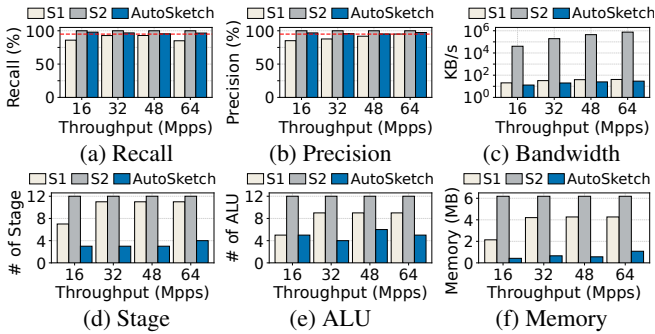 S1 S2 AutoSketch
Recall (%)
100
50
0
16 32 48 64
Throughput (Mpps)
(a) Recall
S1 S2 AutoSketch
Precision (%)
100
50
0
16 32 48 64
Throughput (Mpps)
(b) Precision
S1 S2 AutoSketch
KB/s
10^6
10^4
10^2
10^0
16 32 48 64
Throughput (Mpps)
(c) Bandwidth
S1 S2 AutoSketch
# of Stage
12
8
4
0
16 32 48 64
Throughput (Mpps)
(d) Stage
S1 S2 AutoSketch
# of ALU
12
8
4
0
16 32 48 64
Throughput (Mpps)
(e) ALU
S1 S2 AutoSketch
Memory (MB)
6
4
2
0
16 32 48 64
Throughput (Mpps)
(f) Memory